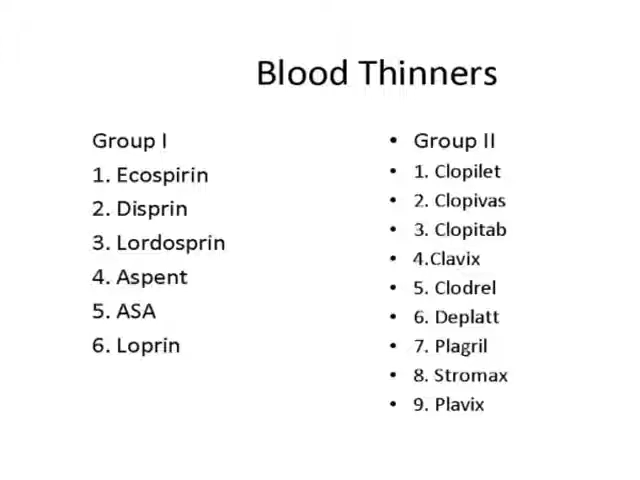 Blood Thinners
Group I
1. Ecospirin
2. Disprin
3. Lordosprin
4. Aspent
5. ASA
6. Loprin
• Group II
• 1. Clopilet
• 2. Clopivas
• 3. Clopitab
• 4.Clavix
• 5. Clodrel
• 6. Deplatt
• 7. Plagril
• 8. Stromax
• 9. Plavix